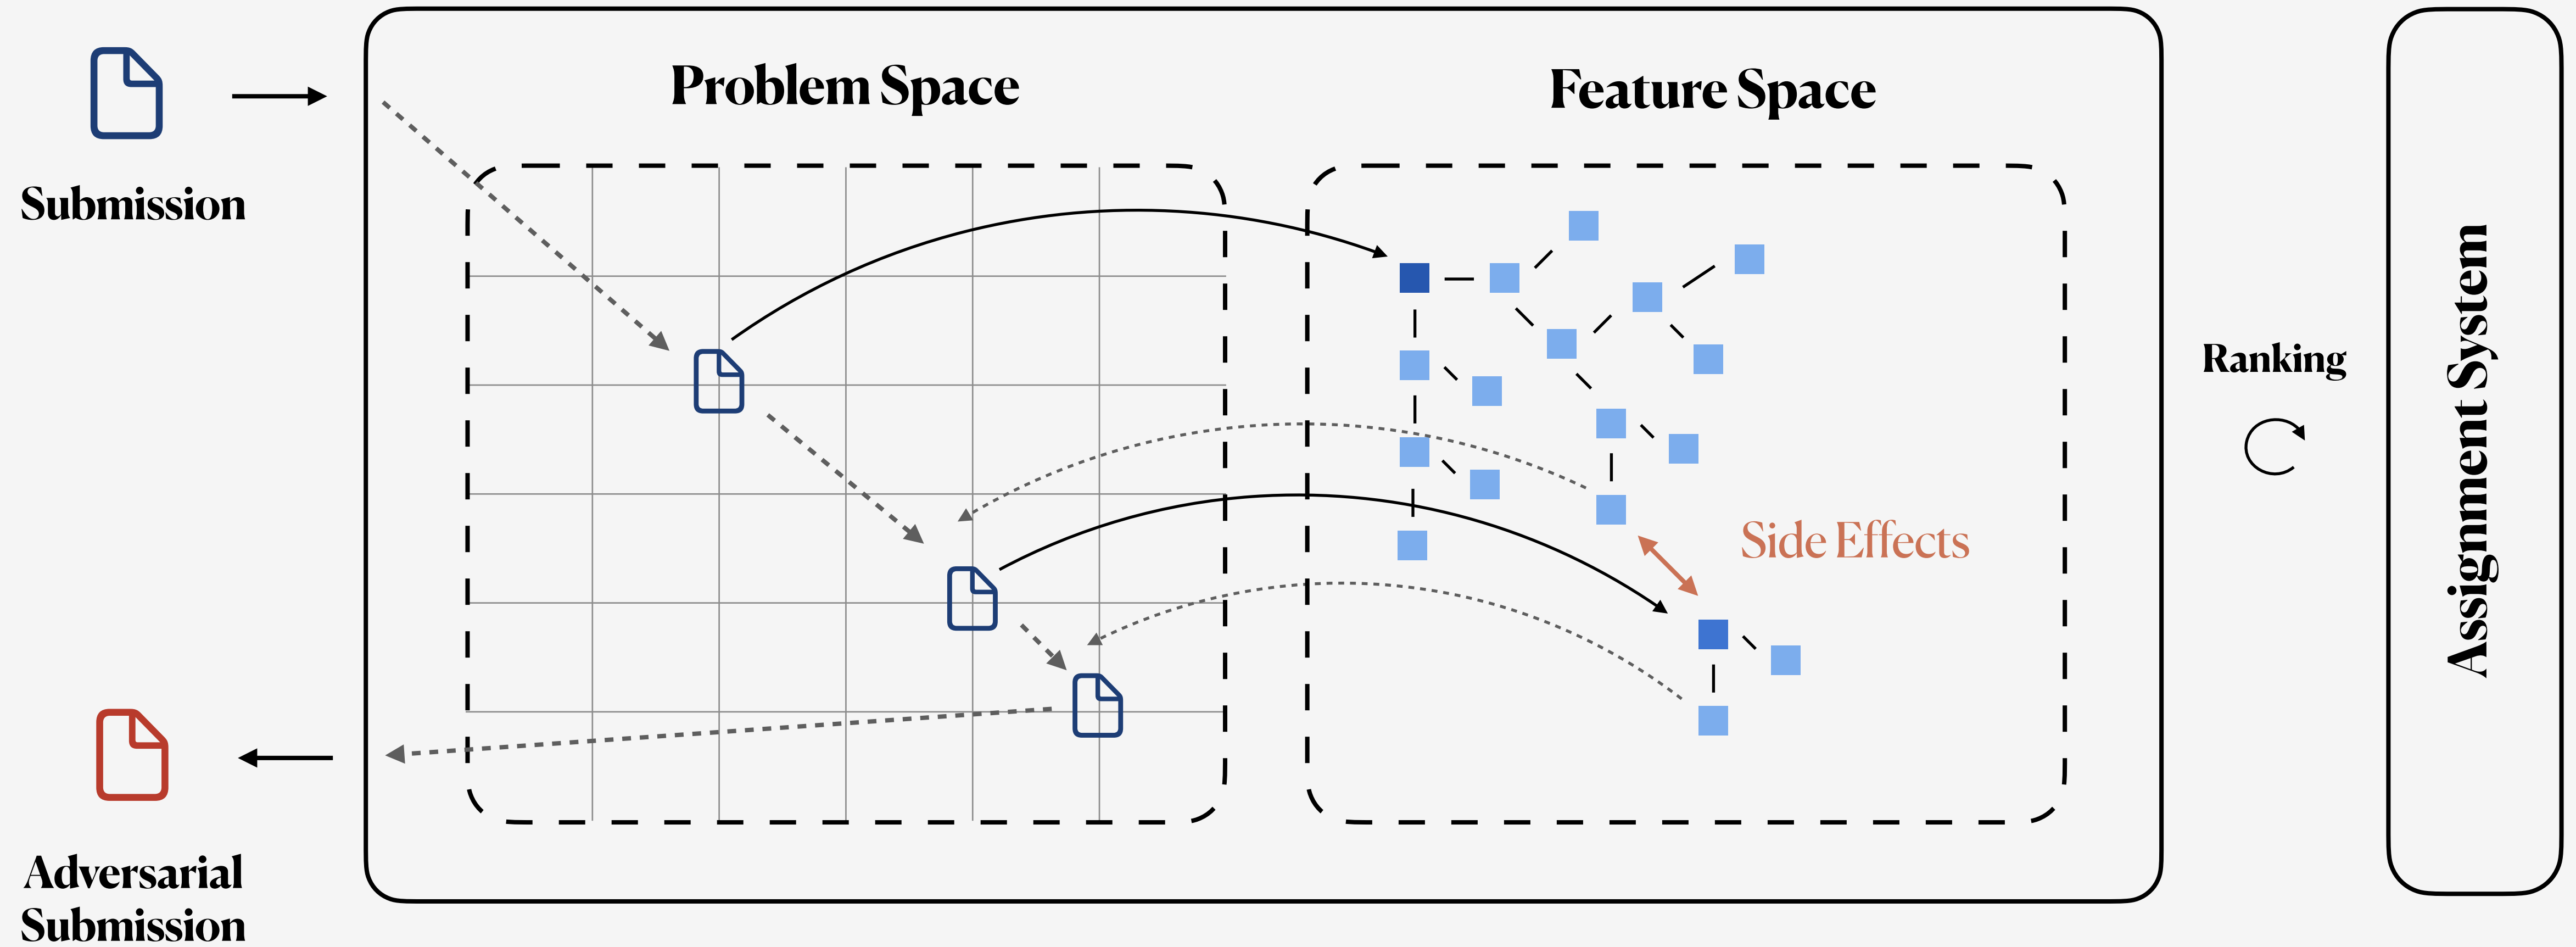 Problem Space
Feature Space
Submission
Ranking
Assignment System
Side Effects
Adversarial
Submission